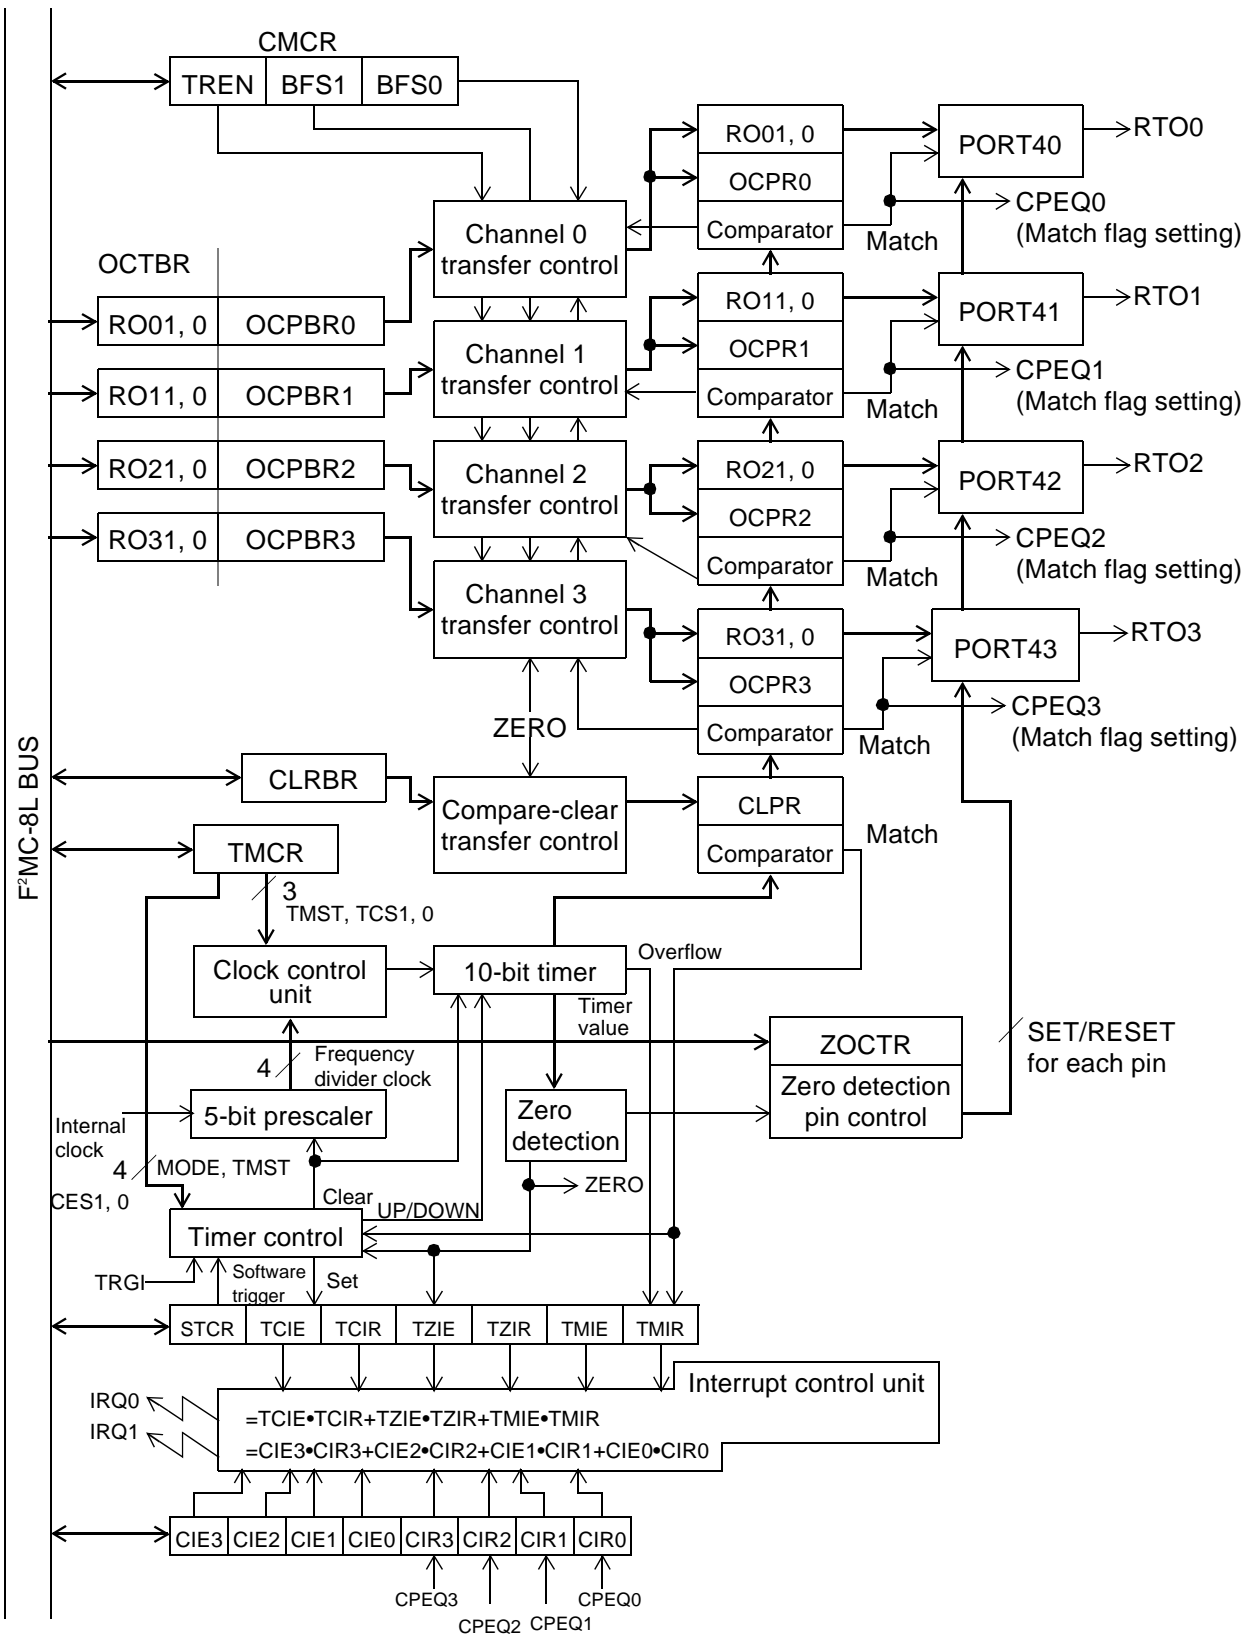 CMCR
TREN BFS1 BFS0
RO01, 0
OCPR0
Comparator
PORT40
RTO0
CPEQ0
(Match flag setting)
Match
Channel 0
transfer control
OCTBR
RO01, 0 OCPBR0
RO11, 0 OCPBR1
RO21, 0 OCPBR2
RO31, 0 OCPBR3
Channel 1
transfer control
RO11, 0
OCPR1
Comparator
PORT41
RTO1
CPEQ1
(Match flag setting)
Match
Channel 2
transfer control
RO21, 0
OCPR2
Comparator
PORT42
RTO2
CPEQ2
(Match flag setting)
Match
Channel 3
transfer control
RO31, 0
OCPR3
Comparator
PORT43
RTO3
CPEQ3
(Match flag setting)
Match
ZERO
F²MC-8L BUS
CLRBR
Compare-clear
transfer control
CLPR
Comparator
Match
TMCR
3
TMST, TCS1, 0
Clock control
unit
10-bit timer
Overflow
Timer
value
ZOCTR
Zero detection
pin control
SET/RESET
for each pin
4
Frequency
divider clock
5-bit prescaler
Internal
clock
Zero
detection
4
MODE, TMST
CES1, 0
ZERO
Clear
UP/DOWN
Timer control
TRGI
Software
trigger
Set
STCR TCIE TCIR TZIE TZIR TMIE TMIR
Interrupt control unit
IRQ0
=TCIE•TCIR+TZIE•TZIR+TMIE•TMIR
IRQ1
=CIE3•CIR3+CIE2•CIR2+CIE1•CIR1+CIE0•CIR0
CIE3 CIE2 CIE1 CIE0 CIR3 CIR2 CIR1 CIR0
CPEQ3
CPEQ2
CPEQ1
CPEQ0